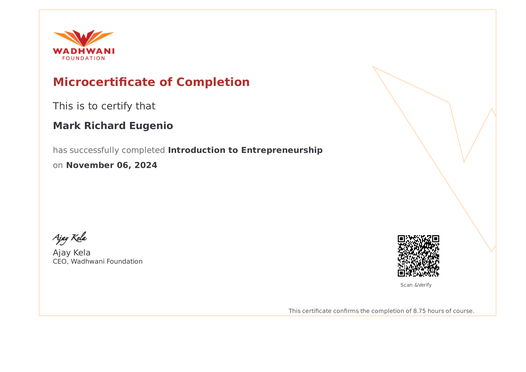 WADHWANI
FOUNDATION
Microcertificate of Completion
This is to certify that
Mark Richard Eugenio
has successfully completed Introduction to Entrepreneurship
on November 06, 2024
Ajay Kela
Ajay Kela
CEO, Wadhwani Foundation
Scan &Verify
This certificate confirms the completion of 8.75 hours of course.